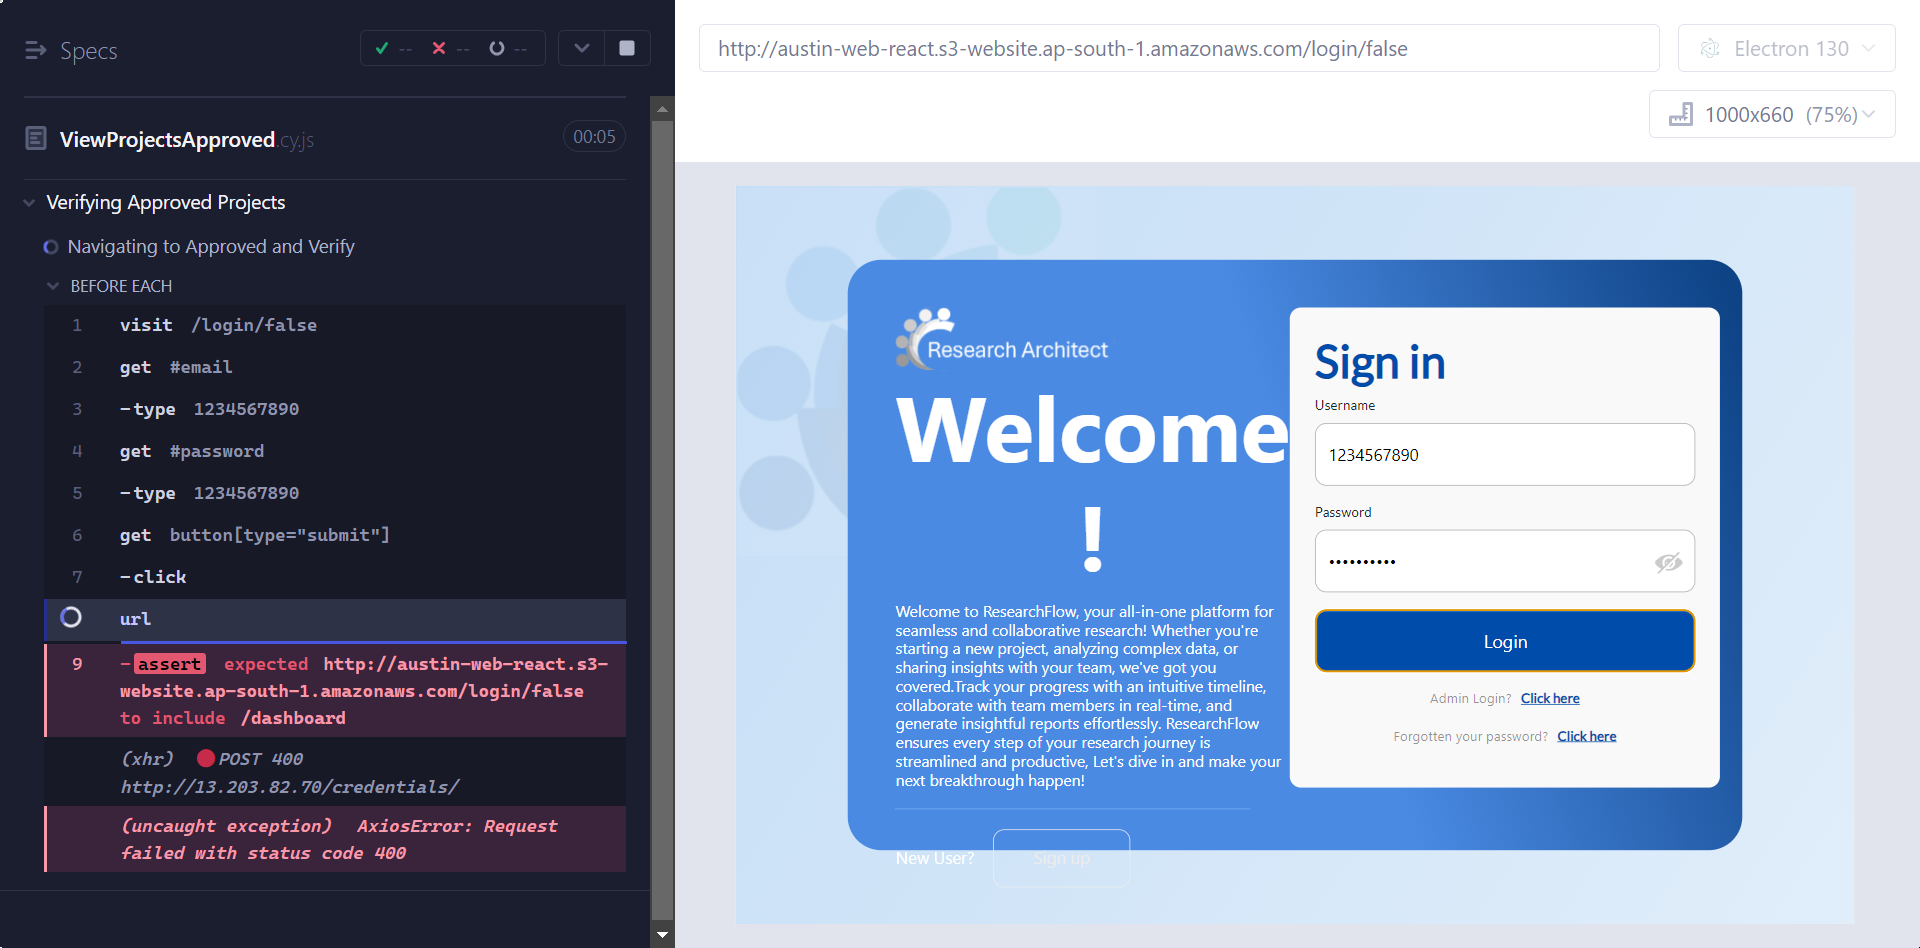 Specs
-- -- --
ViewProjectsApproved.cy.js 00:05
Verifying Approved Projects
Navigating to Approved and Verify
BEFORE EACH
1 visit /login/false
2 get #email
3 -type 1234567890
4 get #password
5 -type 1234567890
6 get button[type="submit"]
7 -click
url
9 -assert expected http://austin-web-react.s3-
website.ap-south-1.amazonaws.com/login/false
to include /dashboard
(xhr) POST 400
http://13.203.82.70/credentials/
(uncaught exception) AxiosError: Request
failed with status code 400
http://austin-web-react.s3-website.ap-south-1.amazonaws.com/login/false
Electron 130
1000x660 (75%)
Research Architect
Welcome
!
Welcome to ResearchFlow, your all-in-one platform for
seamless and collaborative research! Whether you're
starting a new project, analyzing complex data, or
sharing insights with your team, we've got you
covered.Track your progress with an intuitive timeline,
collaborate with team members in real-time, and
generate insightful reports effortlessly. ResearchFlow
ensures every step of your research journey is
streamlined and productive, Let's dive in and make your
next breakthrough happen!
New User? Sign up
Sign in
Username
1234567890
Password
••••••••••
Login
Admin Login? Click here
Forgotten your password? Click here